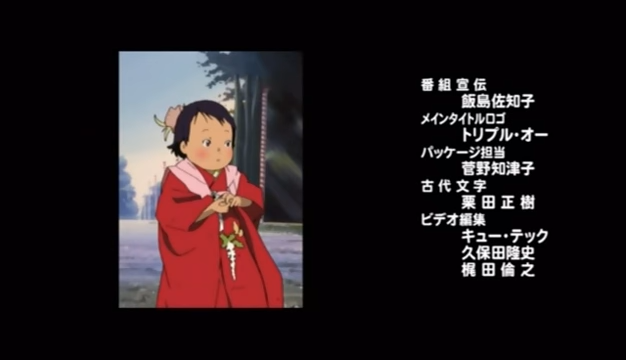 番組宣伝
飯島佐知子
メインタイトルロゴ
トリプル・オー
パッケージ担当
菅野知津子
古代文字
栗田正樹
ビデオ編集
キュー・テック
久保田隆史
梶田倫之